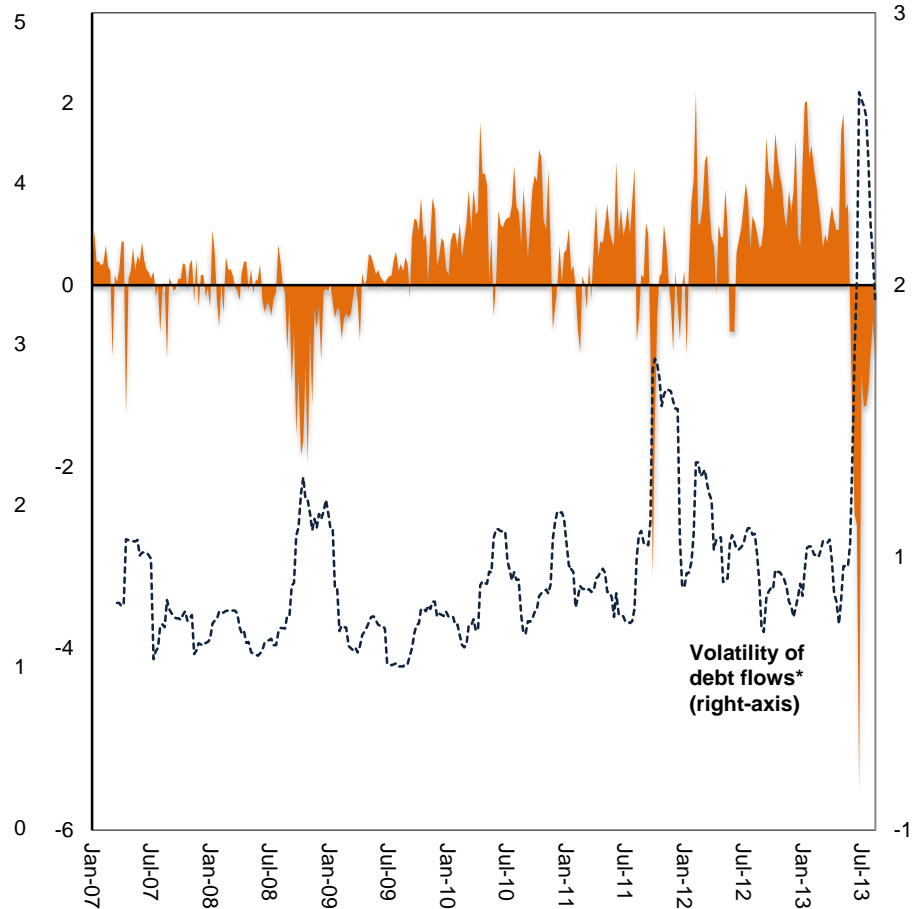 5
3
2
4
0
2
3
-2
2
1
-4
Volatility of
debt flows*
(right-axis)
1
0
-6
-1
Jan-07
Jul-07
Jan-08
Jul-08
Jan-09
Jul-09
Jan-10
Jul-10
Jan-11
Jul-11
Jan-12
Jul-12
Jan-13
Jul-13